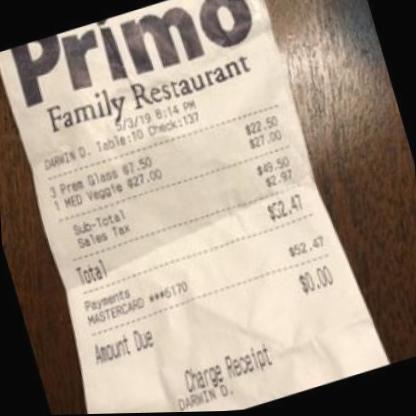 Primo
Family Restaurant
5/3/19 8:14 PM
DARWIN D. Table:10 Check:137
3 Prem Glass @7.50 $22.50
1 MED Veggie @27.00 $27.00
Sub-Total $49.50
Sales Tax $2.97
Total $52.47
Payments
MASTERCARD ***6170 $52.47
Amount Due $0.00
Charge Receipt
DARWIN D.